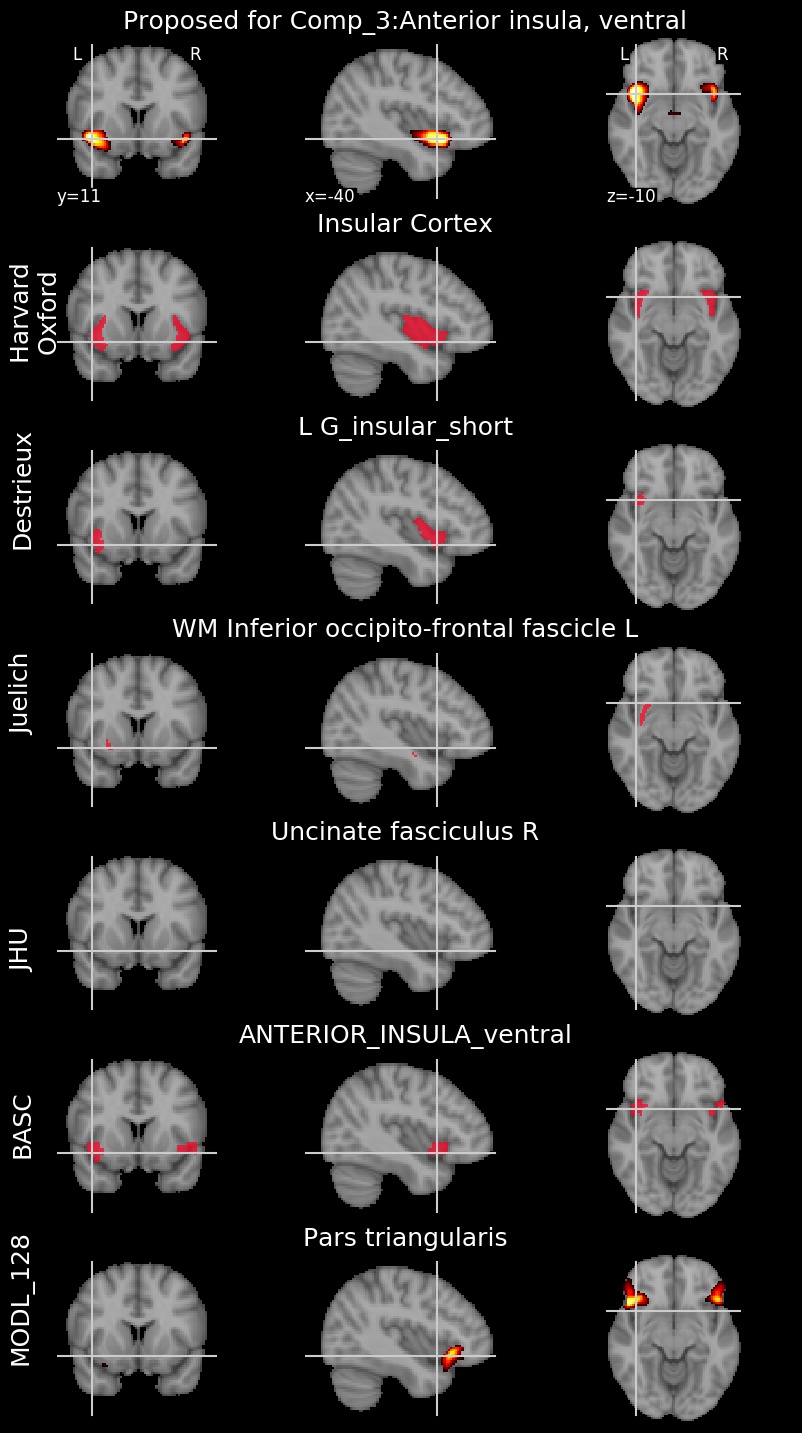 Proposed for Comp_3:Anterior insula, ventral
L R L R
y=11 x=-40 z=-10
Insular Cortex
Harvard
Oxford
L G_insular_short
Destrieux
WM Inferior occipito-frontal fascicle L
Juelich
Uncinate fasciculus R
JHU
ANTERIOR_INSULA_ventral
BASC
Pars triangularis
MODL_128